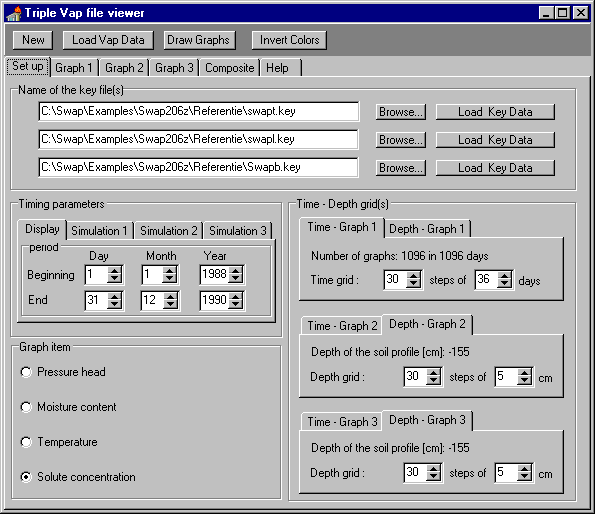 Triple Vap file viewer
New Load Vap Data Draw Graphs Invert Colors
Set up Graph 1 Graph 2 Graph 3 Composite Help
Name of the key file(s)
C:\Swap\Examples\Swap206z\Referentie\swapt.key Browse... Load Key Data
C:\Swap\Examples\Swap206z\Referentie\swapl.key Browse... Load Key Data
C:\Swap\Examples\Swap206z\Referentie\Swapb.key Browse... Load Key Data
Timing parameters
Display Simulation 1 Simulation 2 Simulation 3
period
Day Month Year
Beginning 1 1 1988
End 31 12 1990
Graph item
Pressure head
Moisture content
Temperature
Solute concentration
Time - Depth grid(s)
Time - Graph 1 Depth - Graph 1
Number of graphs: 1096 in 1096 days
Time grid : 30 steps of 36 days
Time - Graph 2 Depth - Graph 2
Depth of the soil profile [cm]: -155
Depth grid : 30 steps of 5 cm
Time - Graph 3 Depth - Graph 3
Depth of the soil profile [cm]: -155
Depth grid : 30 steps of 5 cm